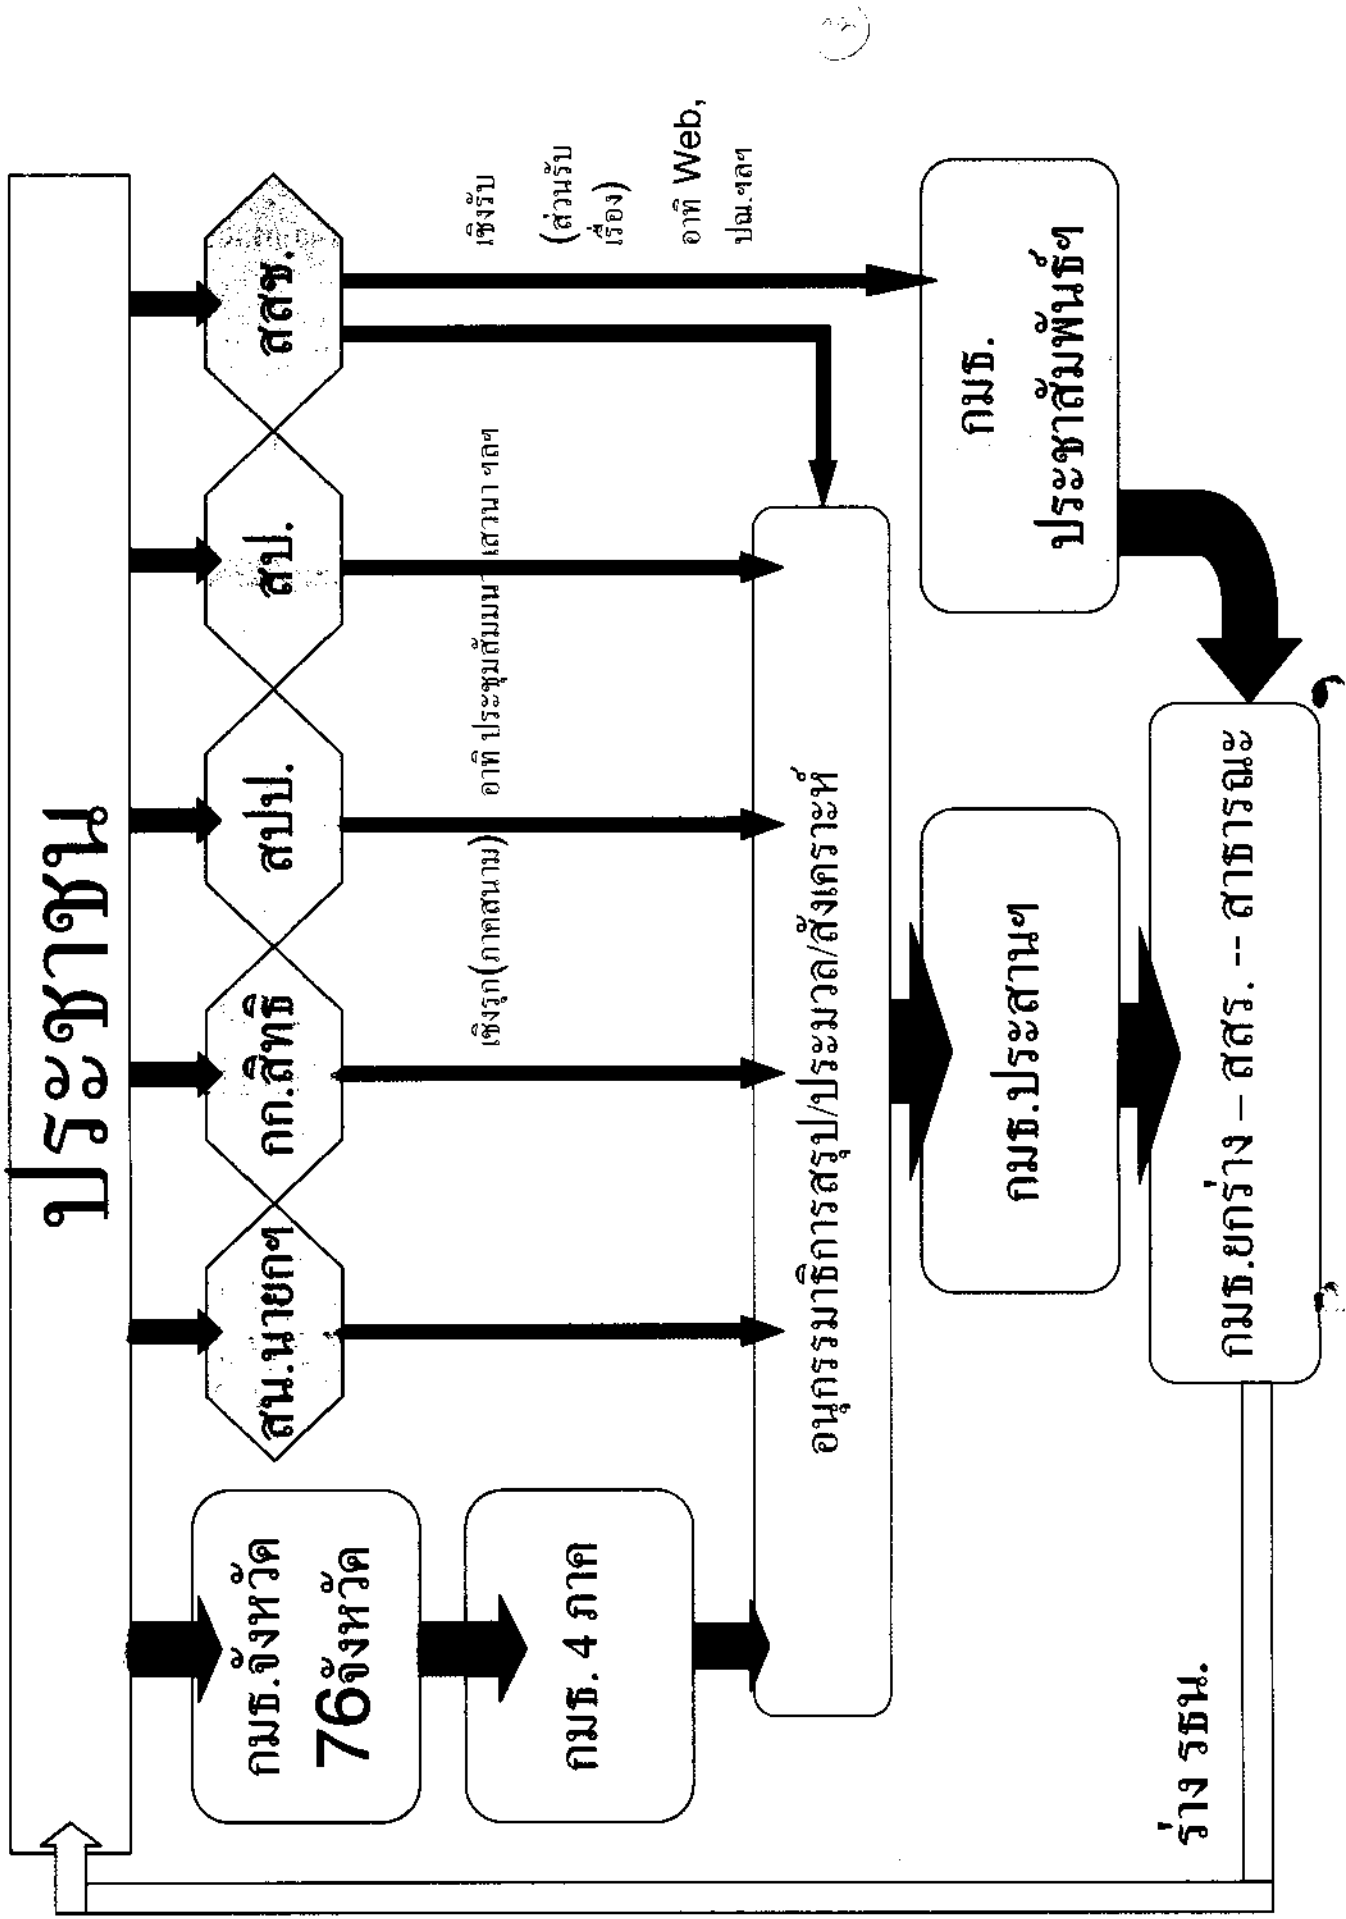 ประชาชน
กมธ.จังหวัด
76จังหวัด
สน.นายกฯ
กก.สิทธิ
สปป.
สป.
สสช.
กมธ. 4 ภาค
เชิงรุก(ภาคสนาม) อาทิ ประชุมสัมมนา เสวนา ฯลฯ
เชิงรับ
(ส่วนรับ
เรื่อง)
อาทิ Web,
ปณ.ฯลฯ
อนุกรรมาธิการสรุป/ประมวล/สังเคราะห์
กมธ.ประสานฯ
กมธ.
ประชาสัมพันธ์ฯ
กมธ.ยกร่าง – สสร. -- สาธารณะ
ร่าง รธน.